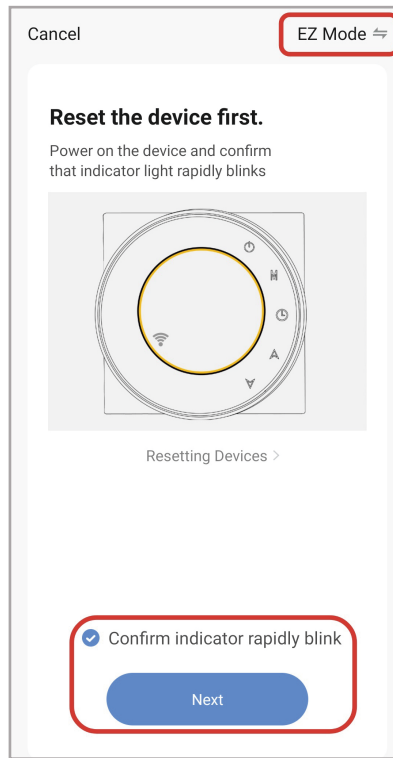 Cancel
EZ Mode
Reset the device first.
Power on the device and confirm
that indicator light rapidly blinks
M
Resetting Devices >
Confirm indicator rapidly blink
Next